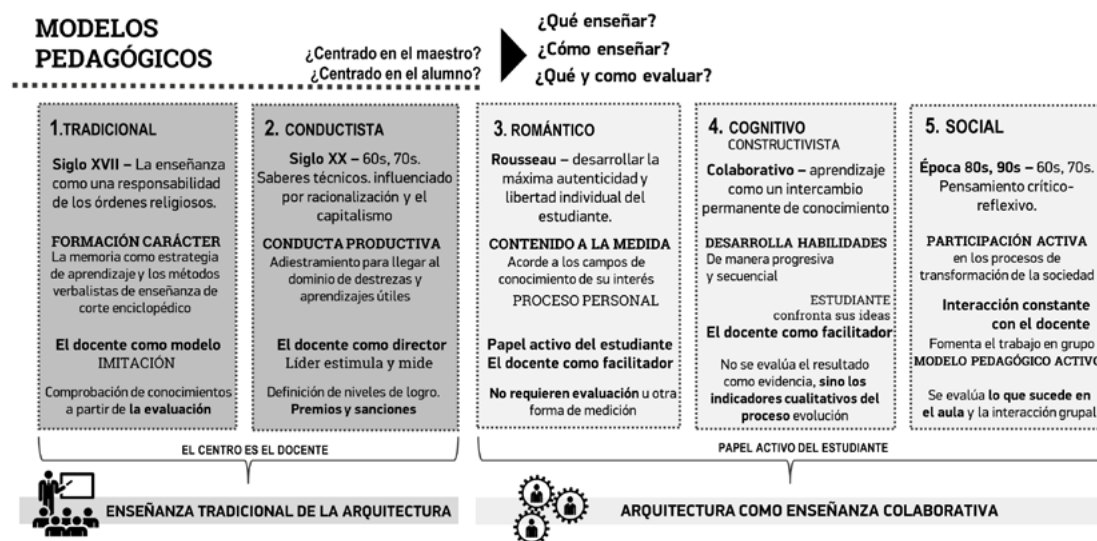 MODELOS
PEDAGÓGICOS
¿Centrado en el maestro?
¿Centrado en el alumno?
¿Qué enseñar?
¿Cómo enseñar?
¿Qué y como evaluar?
1.TRADICIONAL
Siglo XVII – La enseñanza
como una responsabilidad
de los órdenes religiosos.
FORMACIÓN CARÁCTER
La memoria como estrategia
de aprendizaje y los métodos
verbalistas de enseñanza de
corte enciclopédico
El docente como modelo
IMITACIÓN
Comprobación de conocimientos
a partir de la evaluación
2. CONDUCTISTA
Siglo XX – 60s, 70s.
Saberes técnicos. influenciado
por racionalización y el
capitalismo
CONDUCTA PRODUCTIVA
Adiestramiento para llegar al
dominio de destrezas y
aprendizajes útiles
El docente como director
Líder estimula y mide
Definición de niveles de logro.
Premios y sanciones
3. ROMÁNTICO
Rousseau – desarrollar la
máxima autenticidad y
libertad individual del
estudiante.
CONTENIDO A LA MEDIDA
Acorde a los campos de
conocimiento de su interés
PROCESO PERSONAL
Papel activo del estudiante
El docente como facilitador
No requieren evaluación u otra
forma de medición
4. COGNITIVO
CONSTRUCTIVISTA
Colaborativo – aprendizaje
como un intercambio
permanente de conocimiento
DESARROLLA HABILIDADES
De manera progresiva
y secuencial
ESTUDIANTE
confronta sus ideas
El docente como facilitador
No se evalúa el resultado
como evidencia, sino los
indicadores cualitativos del
proceso evolución
5. SOCIAL
Época 80s, 90s – 60s, 70s.
Pensamiento crítico-
reflexivo.
PARTICIPACIÓN ACTIVA
en los procesos de
transformación de la sociedad
Interacción constante
con el docente
Fomenta el trabajo en grupo
MODELO PEDAGÓGICO ACTIVO
Se evalúa lo que sucede en
el aula y la interacción grupal
EL CENTRO ES EL DOCENTE
PAPEL ACTIVO DEL ESTUDIANTE
ENSEÑANZA TRADICIONAL DE LA ARQUITECTURA
ARQUITECTURA COMO ENSEÑANZA COLABORATIVA